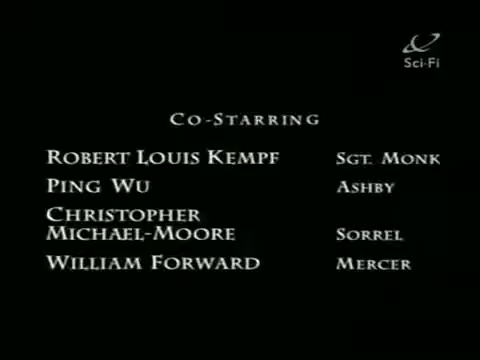 Sci-Fi
Co-Starring
Robert Louis Kempf Sgt. Monk
Ping Wu Ashby
Christopher
Michael-Moore Sorrel
William Forward Mercer